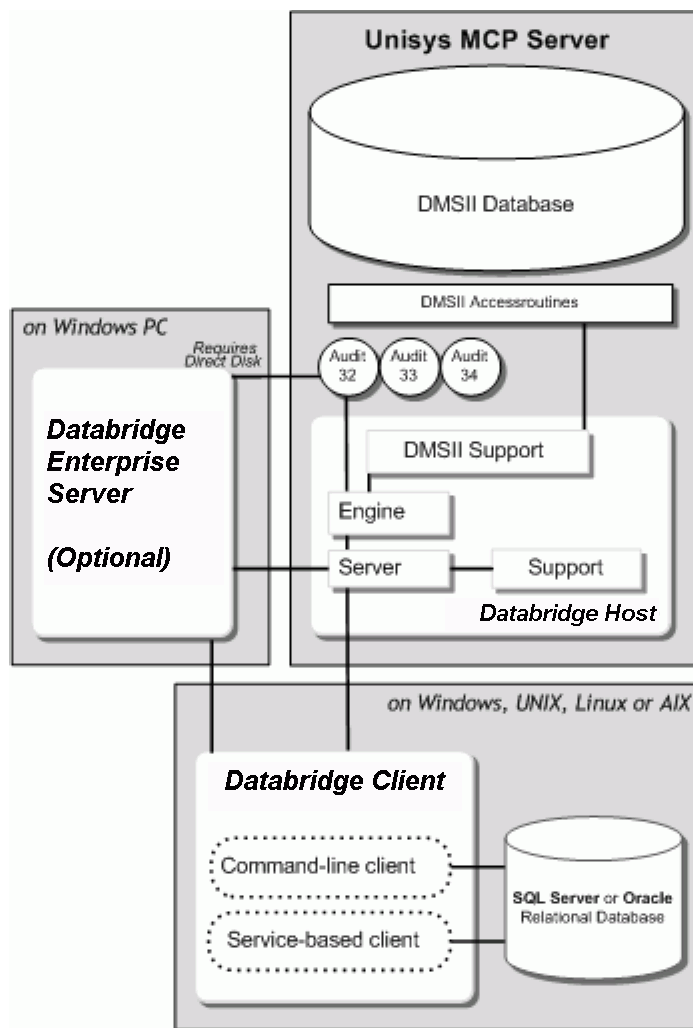 Unisys MCP Server
DMSII Database
DMSII Accessroutines
on Windows PC
Requires
Direct Disk
Audit
32
Audit
33
Audit
34
Databridge
Enterprise
Server
(Optional)
DMSII Support
Engine
Server
Support
Databridge Host
on Windows, UNIX, Linux or AIX
Databridge Client
Command-line client
Service-based client
SQL Server or Oracle
Relational Database